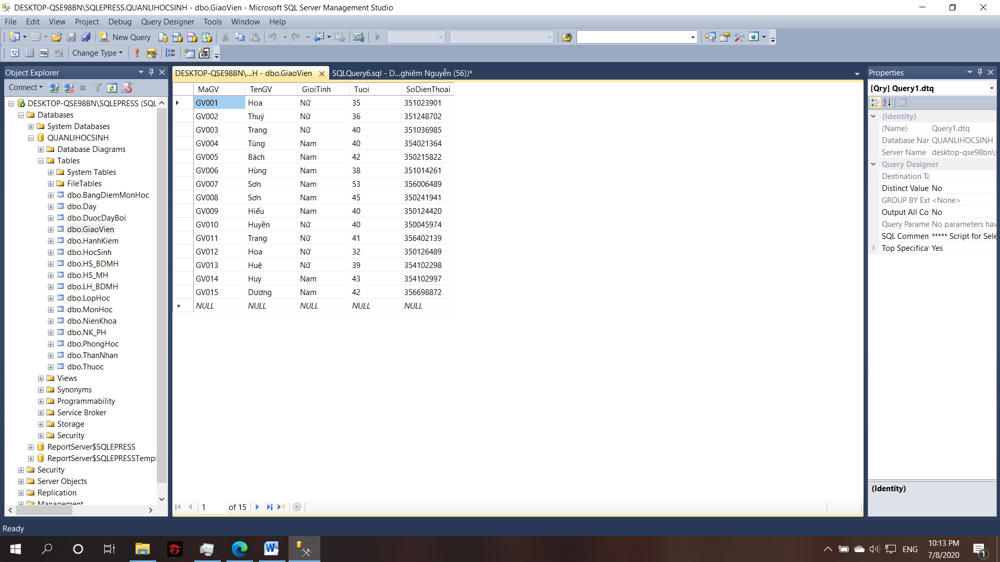 DESKTOP-QSE98BN\SQLEPRESS.QUANLIHOCSINH - dbo.GiaoVien - Microsoft SQL Server Management Studio
File Edit View Project Debug Query Designer Tools Window Help
New Query
Change Type
Object Explorer
Connect
DESKTOP-QSE98BN\SQLEPRESS (SQL
Databases
System Databases
QUANLIHOCSINH
Database Diagrams
Tables
System Tables
FileTables
dbo.BangDiemMonHoc
dbo.Day
dbo.DuocDayBoi
dbo.GiaoVien
dbo.HanhKiem
dbo.HocSinh
dbo.HS_BDMH
dbo.HS_MH
dbo.LH_BDMH
dbo.LopHoc
dbo.MonHoc
dbo.NienKhoa
dbo.NK_PH
dbo.PhongHoc
dbo.ThanNhan
dbo.Thuoc
Views
Synonyms
Programmability
Service Broker
Storage
Security
ReportServer$SQLEPRESS
ReportServer$SQLEPRESSTempl
Security
Server Objects
Replication
Management
DESKTOP-QSE98BN\...H - dbo.GiaoVien SQLQuery6.sql - D...ghiêm Nguyễn (56))*
MaGV TenGV GioiTinh Tuoi SoDienThoai
GV001 Hoa Nữ 35 351023901
GV002 Thuý Nữ 36 351248702
GV003 Trang Nữ 40 351036985
GV004 Tùng Nam 40 354021364
GV005 Bách Nam 42 350215822
GV006 Hùng Nam 38 351014261
GV007 Sơn Nam 53 356006489
GV008 Sơn Nam 45 350241941
GV009 Hiếu Nam 40 350124420
GV010 Huyền Nữ 40 350045974
GV011 Trang Nữ 41 356402139
GV012 Hoa Nữ 32 350126489
GV013 Huệ Nữ 39 354102298
GV014 Huy Nam 43 354102997
GV015 Dương Nam 42 356698872
NULL NULL NULL NULL NULL
1 of 15
Properties
[Qry] Query1.dtq
(Identity)
(Name) Query1.dtq
Database Nar QUANLIHOCSINH
Server Name desktop-qse98bn\s
Query Designer
Destination Ta
Distinct Value No
GROUP BY Ext <None>
Output All Co No
Query Parame No parameters hav
SQL Commen ***** Script for Sele
Top Specificat Yes
(Identity)
Ready
ENG
10:13 PM
7/8/2020
1